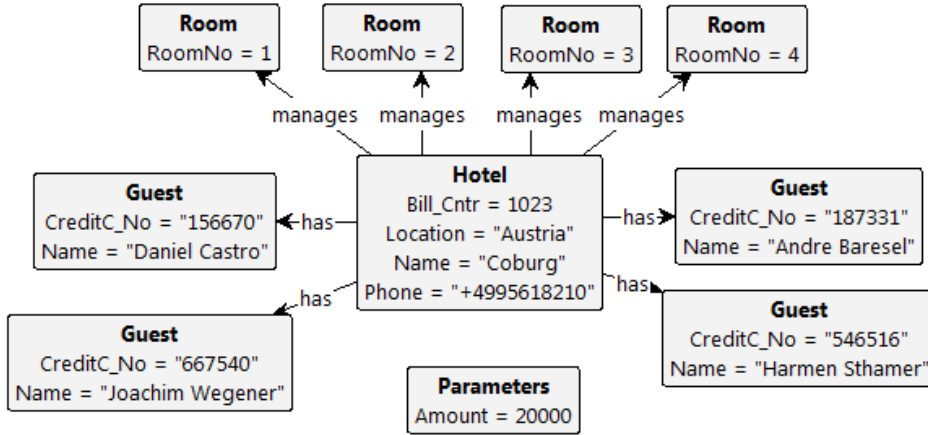 Room
RoomNo = 1
Room
RoomNo = 2
Room
RoomNo = 3
Room
RoomNo = 4
manages
manages
manages
manages
Hotel
Bill_Cntr = 1023
Location = "Austria"
Name = "Coburg"
Phone = "+4995618210"
Guest
CreditC_No = "156670"
Name = "Daniel Castro"
has
has
Guest
CreditC_No = "187331"
Name = "Andre Baresel"
has
has
Guest
CreditC_No = "667540"
Name = "Joachim Wegener"
Guest
CreditC_No = "546516"
Name = "Harmen Sthamer"
Parameters
Amount = 20000